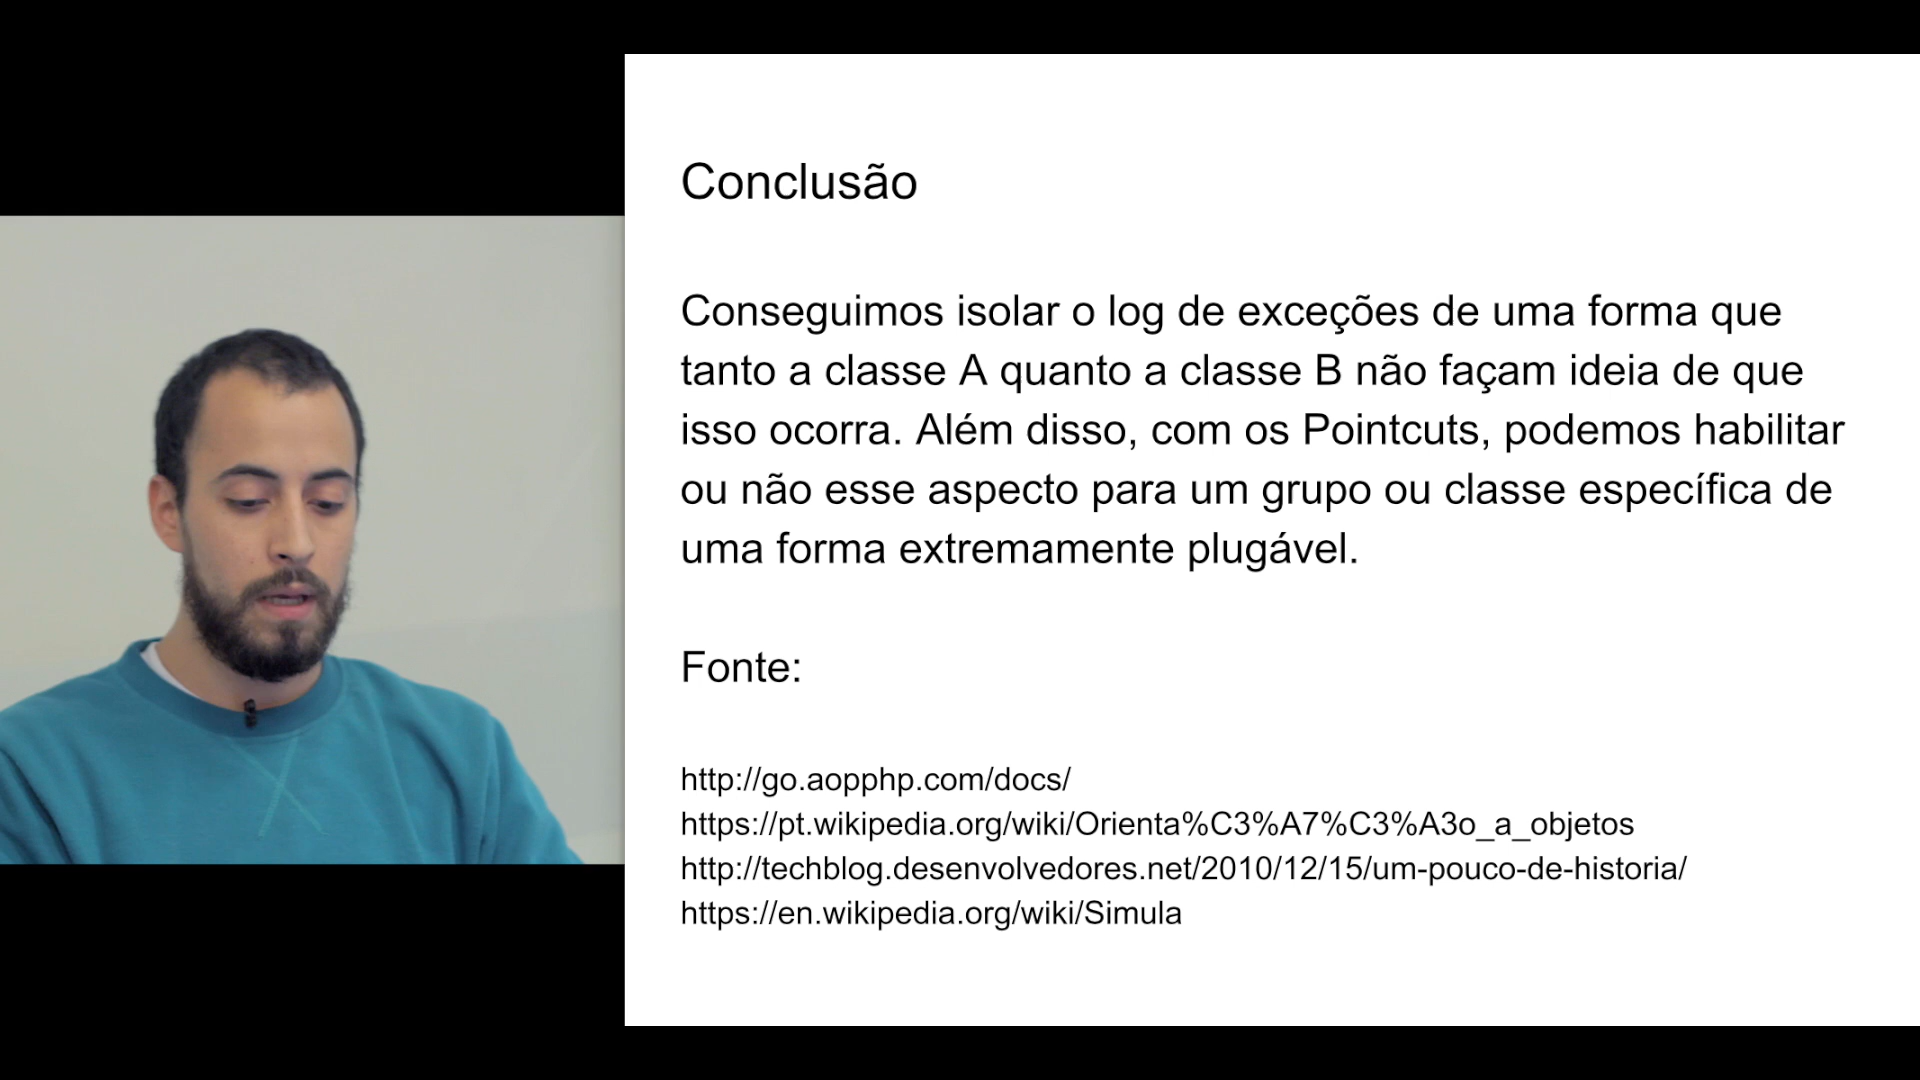 Conclusão
Conseguimos isolar o log de exceções de uma forma que
tanto a classe A quanto a classe B não façam ideia de que
isso ocorra. Além disso, com os Pointcuts, podemos habilitar
ou não esse aspecto para um grupo ou classe específica de
uma forma extremamente plugável.
Fonte:
http://go.aopphp.com/docs/
https://pt.wikipedia.org/wiki/Orienta%C3%A7%C3%A3o_a_objetos
http://techblog.desenvolvedores.net/2010/12/15/um-pouco-de-historia/
https://en.wikipedia.org/wiki/Simula